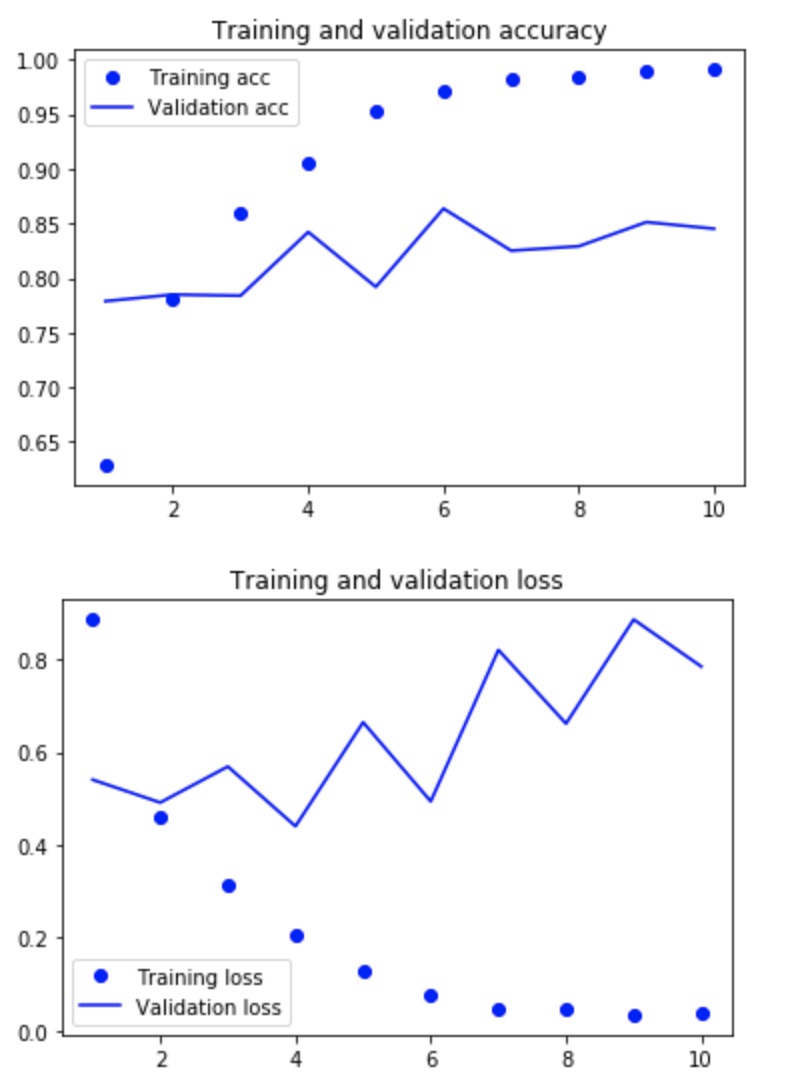 Training and validation accuracy
1.00
Training acc
Validation acc
0.95
0.90
0.85
0.80
0.75
0.70
0.65
2 4 6 8 10
Training and validation loss
0.8
0.6
0.4
0.2
Training loss
Validation loss
0.0
2 4 6 8 10